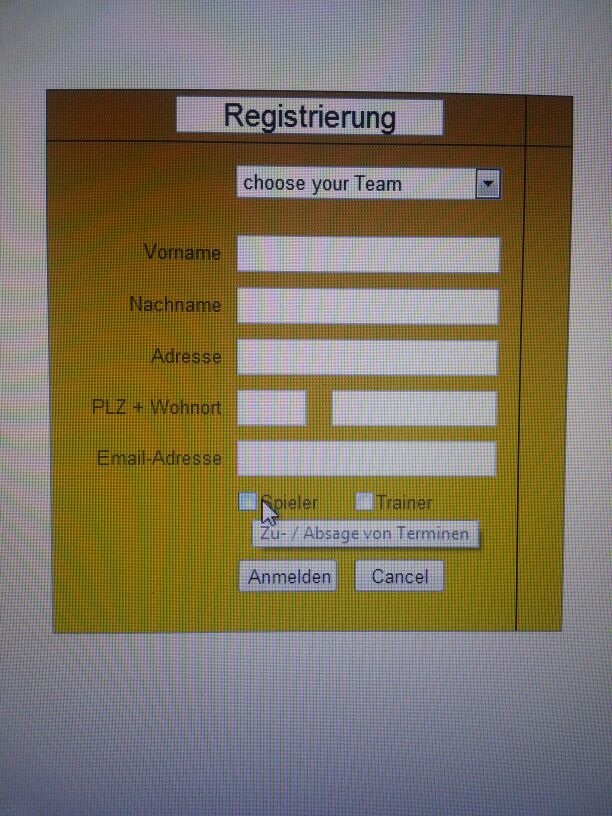 Registrierung
choose your Team
Vorname
Nachname
Adresse
PLZ + Wohnort
Email-Adresse
Spieler Trainer
Zu- / Absage von Terminen
Anmelden Cancel